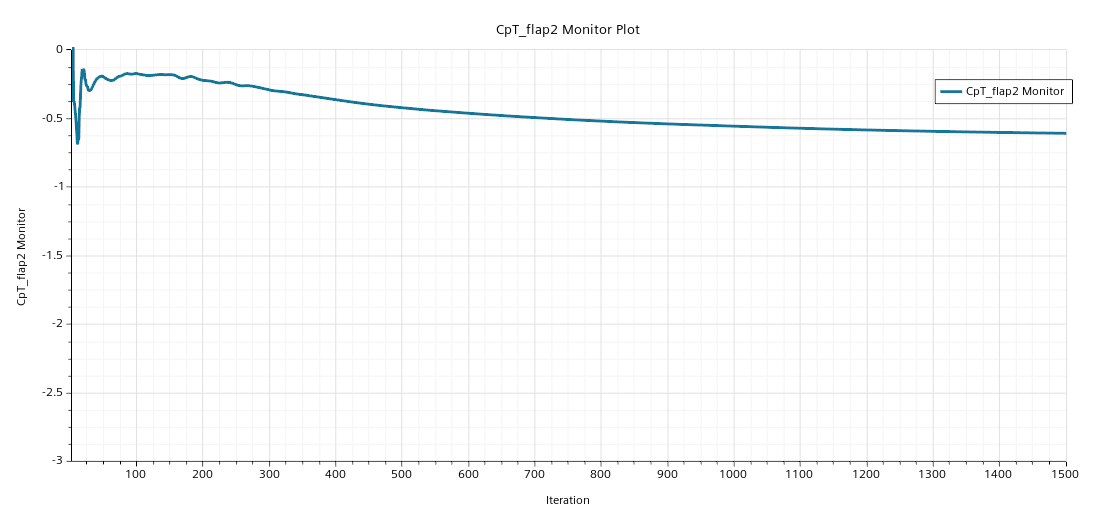 CpT_flap2 Monitor Plot
CpT_flap2 Monitor
0
-0.5
-1
-1.5
-2
-2.5
-3
CpT_flap2 Monitor
100 200 300 400 500 600 700 800 900 1000 1100 1200 1300 1400 1500
Iteration